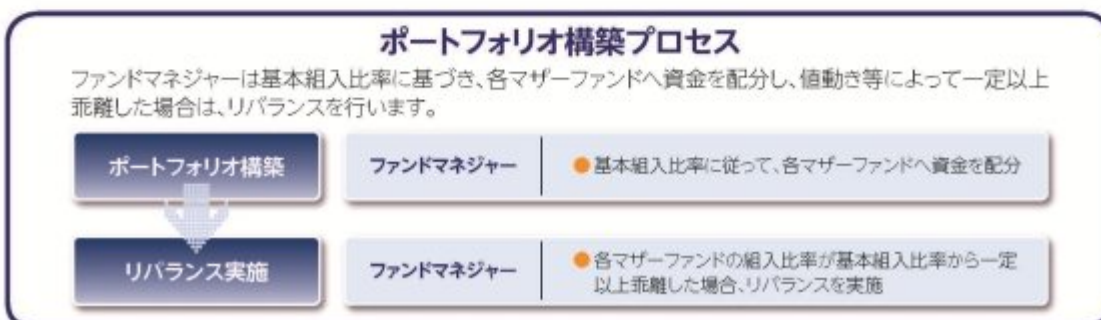 ポートフォリオ構築プロセス
ファンドマネジャーは基本組入比率に基づき、各マザーファンドへ資金を配分し、値動き等によって一定以上
乖離した場合は、リバランスを行います。
ポートフォリオ構築
ファンドマネジャー
●基本組入比率に従って、各マザーファンドへ資金を配分
リバランス実施
ファンドマネジャー
●各マザーファンドの組入比率が基本組入比率から一定
以上乖離した場合、リバランスを実施